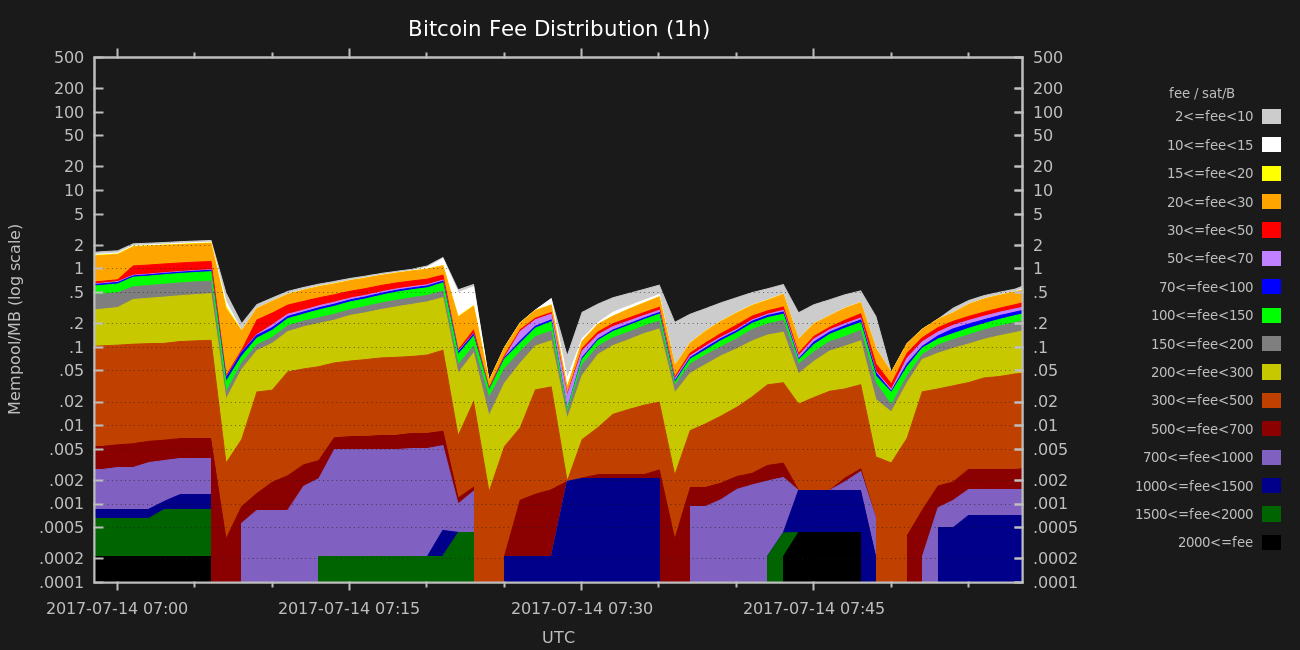 Bitcoin Fee Distribution (1h)
Mempool/MB (log scale)
500
200
100
50
20
10
5
2
1
.5
.2
.1
.05
.02
.01
.005
.002
.001
.0005
.0002
.0001
500
200
100
50
20
10
5
2
1
.5
.2
.1
.05
.02
.01
.005
.002
.001
.0005
.0002
.0001
2017-07-14 07:00
2017-07-14 07:15
2017-07-14 07:30
2017-07-14 07:45
UTC
fee / sat/B
2<=fee<10
10<=fee<15
15<=fee<20
20<=fee<30
30<=fee<50
50<=fee<70
70<=fee<100
100<=fee<150
150<=fee<200
200<=fee<300
300<=fee<500
500<=fee<700
700<=fee<1000
1000<=fee<1500
1500<=fee<2000
2000<=fee